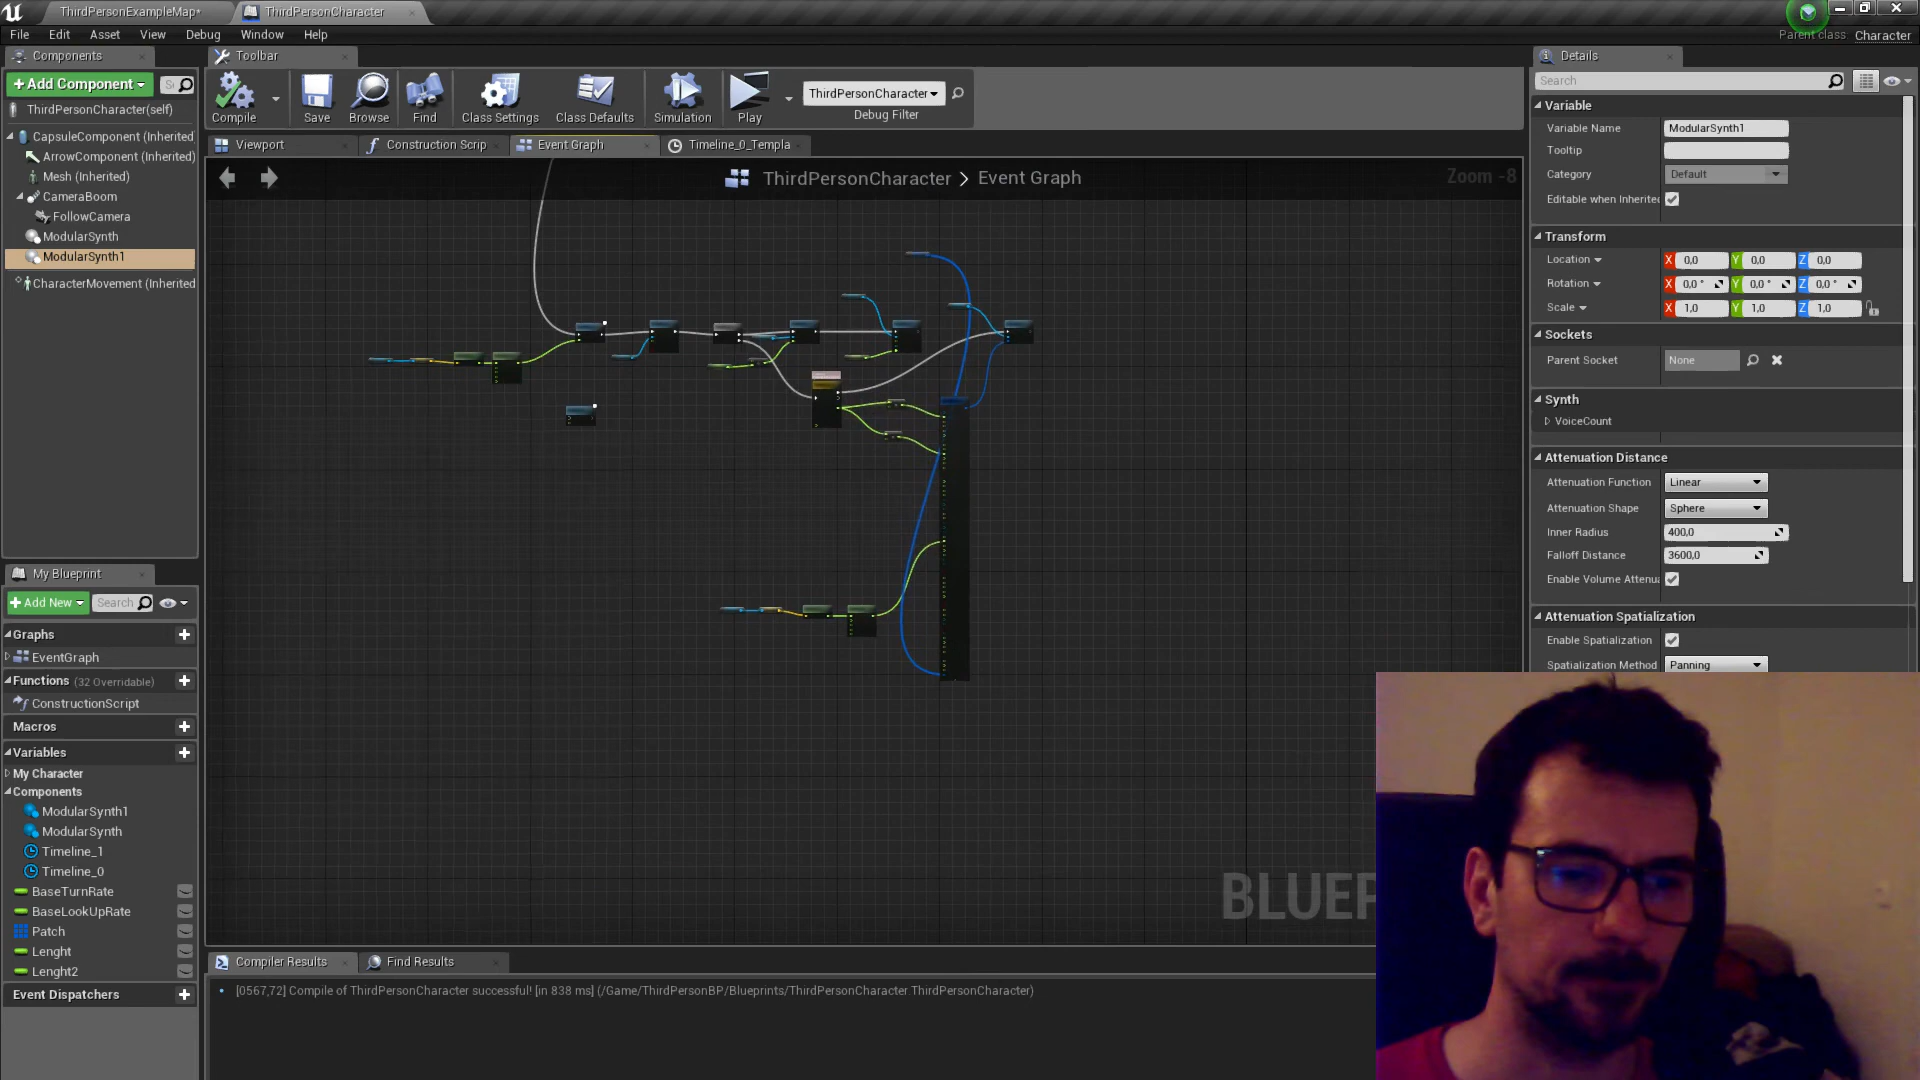 ThirdPersonExampleMap*
ThirdPersonCharacter
File Edit Asset View Debug Window Help
Parent class Character
Components
Toolbar
Details
Add Component
ThirdPersonCharacter(self)
CapsuleComponent (Inherited
ArrowComponent (Inherited)
Mesh (Inherited)
CameraBoom
FollowCamera
ModularSynth
ModularSynth1
CharacterMovement (Inherited
Compile
Save
Browse
Find
Class Settings
Class Defaults
Simulation
Play
ThirdPersonCharacter
Debug Filter
Viewport
Construction Scrip
Event Graph
Timeline_0_Templa
ThirdPersonCharacter > Event Graph
Zoom -8
Search
Variable
Variable Name ModularSynth1
Tooltip
Category Default
Editable when Inherited
Transform
Location X 0,0 Y 0,0 Z 0,0
Rotation X 0,0 ° Y 0,0 ° Z 0,0 °
Scale X 1,0 Y 1,0 Z 1,0
Sockets
Parent Socket None
Synth
VoiceCount
Attenuation Distance
Attenuation Function Linear
Attenuation Shape Sphere
Inner Radius 400,0
Falloff Distance 3600,0
Enable Volume Attenua
Attenuation Spatialization
Enable Spatialization
Spatialization Method Panning
My Blueprint
Add New Search
Graphs
EventGraph
Functions (32 Overridable)
ConstructionScript
Macros
Variables
My Character
Components
ModularSynth1
ModularSynth
Timeline_1
Timeline_0
BaseTurnRate
BaseLookUpRate
Patch
Lenght
Lenght2
Event Dispatchers
BLUEP
Compiler Results
Find Results
[0567,72] Compile of ThirdPersonCharacter successful! [in 838 ms] (/Game/ThirdPersonBP/Blueprints/ThirdPersonCharacter.ThirdPersonCharacter)